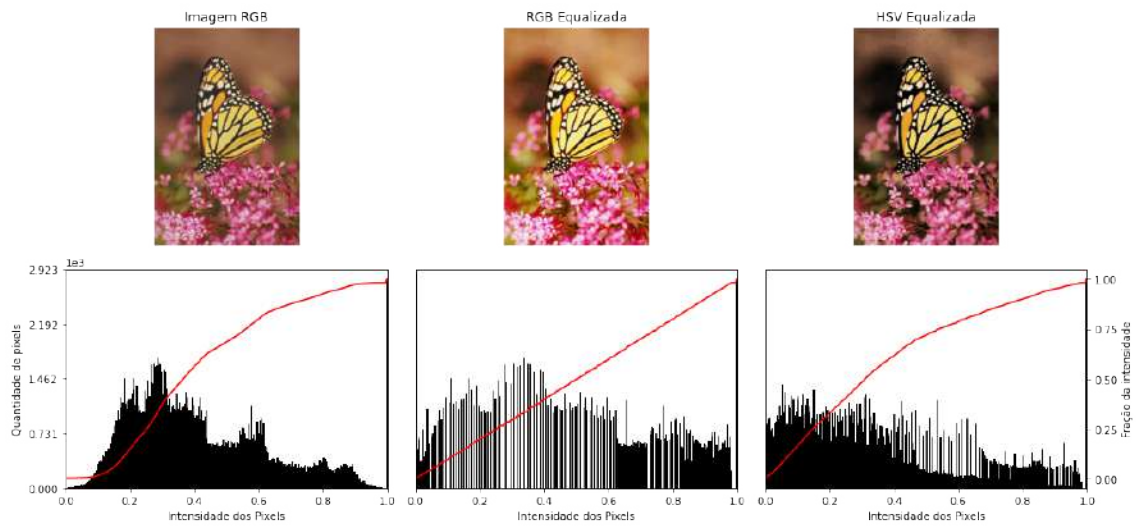 Imagem RGB
RGB Equalizada
HSV Equalizada
1e3
2.923
2.192
1.462
0.731
0.000
Quantidade de pixels
0.0 0.2 0.4 0.6 0.8 1.0
Intensidade dos Pixels
0.0 0.2 0.4 0.6 0.8 1.0
Intensidade dos Pixels
0.0 0.2 0.4 0.6 0.8 1.0
Intensidade dos Pixels
1.00
0.75
0.50
0.25
0.00
Fração da intensidade